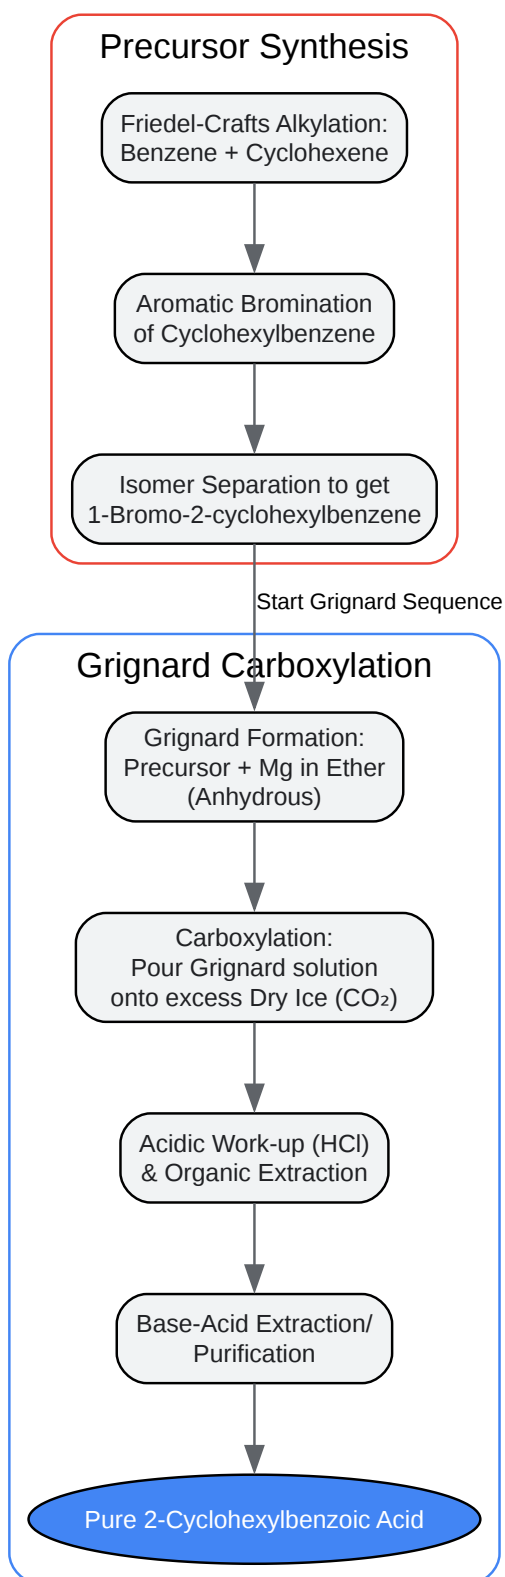 Precursor Synthesis
Friedel-Crafts Alkylation:
Benzene + Cyclohexene
Aromatic Bromination
of Cyclohexylbenzene
Isomer Separation to get
1-Bromo-2-cyclohexylbenzene
Start Grignard Sequence
Grignard Carboxylation
Grignard Formation:
Precursor + Mg in Ether
(Anhydrous)
Carboxylation:
Pour Grignard solution
onto excess Dry Ice (CO₂)
Acidic Work-up (HCl)
& Organic Extraction
Base-Acid Extraction/
Purification
Pure 2-Cyclohexylbenzoic Acid